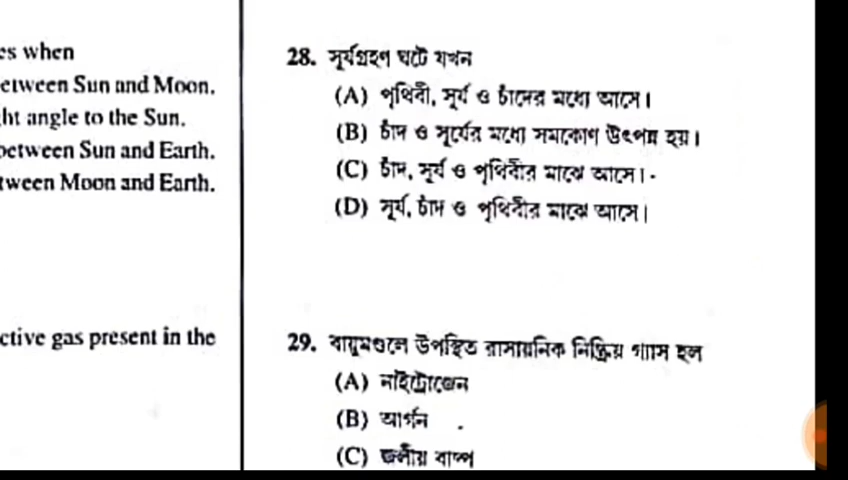 es when
etween Sun and Moon.
ht angle to the Sun.
between Sun and Earth.
tween Moon and Earth.
ctive gas present in the
28. সূর্যগ্রহণ ঘটে যখন
(A) পৃথিবী, সূর্য ও চাঁদের মধ্যে আসে।
(B) চাঁদ ও সূর্যের মধ্যে সমকোণ উৎপন্ন হয়।
(C) চাঁদ, সূর্য ও পৃথিবীর মাঝে আসে।
(D) সূর্য, চাঁদ ও পৃথিবীর মাঝে আসে।
29. বায়ুমণ্ডলে উপস্থিত রাসায়নিক নিষ্ক্রিয় গ্যাস হল
(A) নাইট্রোজেন
(B) আর্গন
(C) জলীয় বাষ্প